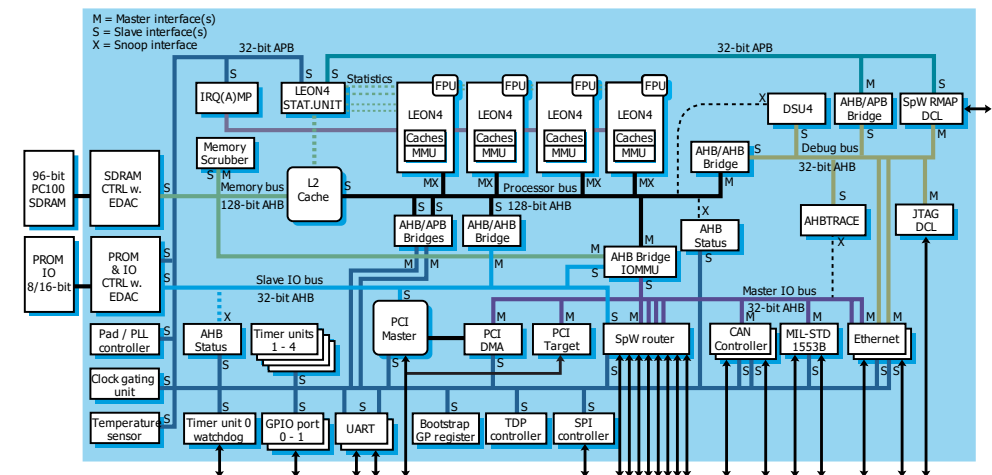 M = Master interface(s)
S = Slave interface(s)
X = Snoop interface
32-bit APB
32-bit APB
S
S
S
Statistics
M
S
IRQ(A)MP
LEON4
STAT.UNIT
FPU
FPU
FPU
FPU
LEON4
LEON4
LEON4
LEON4
Caches
MMU
Caches
MMU
Caches
MMU
Caches
MMU
X
DSU4
AHB/APB
Bridge
SpW RMAP
DCL
S
S
M
Debug bus
32-bit AHB
Memory
Scrubber
S
M
AHB/AHB
Bridge
S
M
96-bit
PC100
SDRAM
SDRAM
CTRL w.
EDAC
S
Memory bus
128-bit AHB
M
L2
Cache
S
MX
MX
MX
MX
Processor bus
128-bit AHB
S
S
S
AHB/APB
Bridges
AHB/AHB
Bridge
M
M
M
X
AHB
Status
S
S
AHBTRACE
X
M
JTAG
DCL
PROM
IO
8/16-bit
PROM
& IO
CTRL w.
EDAC
S
S
M
M
AHB Bridge
IOMMU
S
S
Slave IO bus
32-bit AHB
Master IO bus
32-bit AHB
Pad / PLL
controller
S
X
AHB
Status
S
Timer units
1 - 4
S
S
PCI
Master
S
M
PCI
DMA
S
M
PCI
Target
S
M
SpW router
S
M
CAN
Controller
S
S
M
MIL-STD
1553B
S
M
M
Ethernet
S
S
Clock gating
unit
S
Temperature
sensor
S
S
Timer unit 0
watchdog
S
GPIO port
0 - 1
S
S
UART
S
Bootstrap
GP register
S
TDP
controller
S
SPI
controller